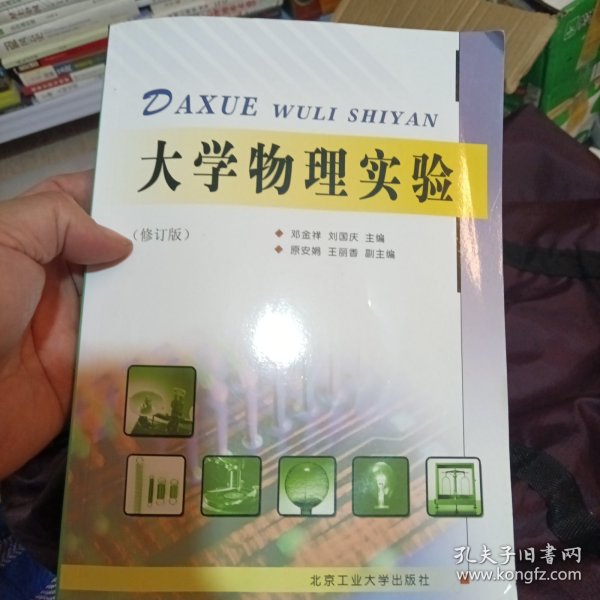 DAXUE WULI SHIYAN
大学物理实验
(修订版)
◆ 邓金祥 刘国庆 主编
◆ 原安娟 王丽香 副主编
北京工业大学出版社
孔夫子旧书网
www.kongfz.com